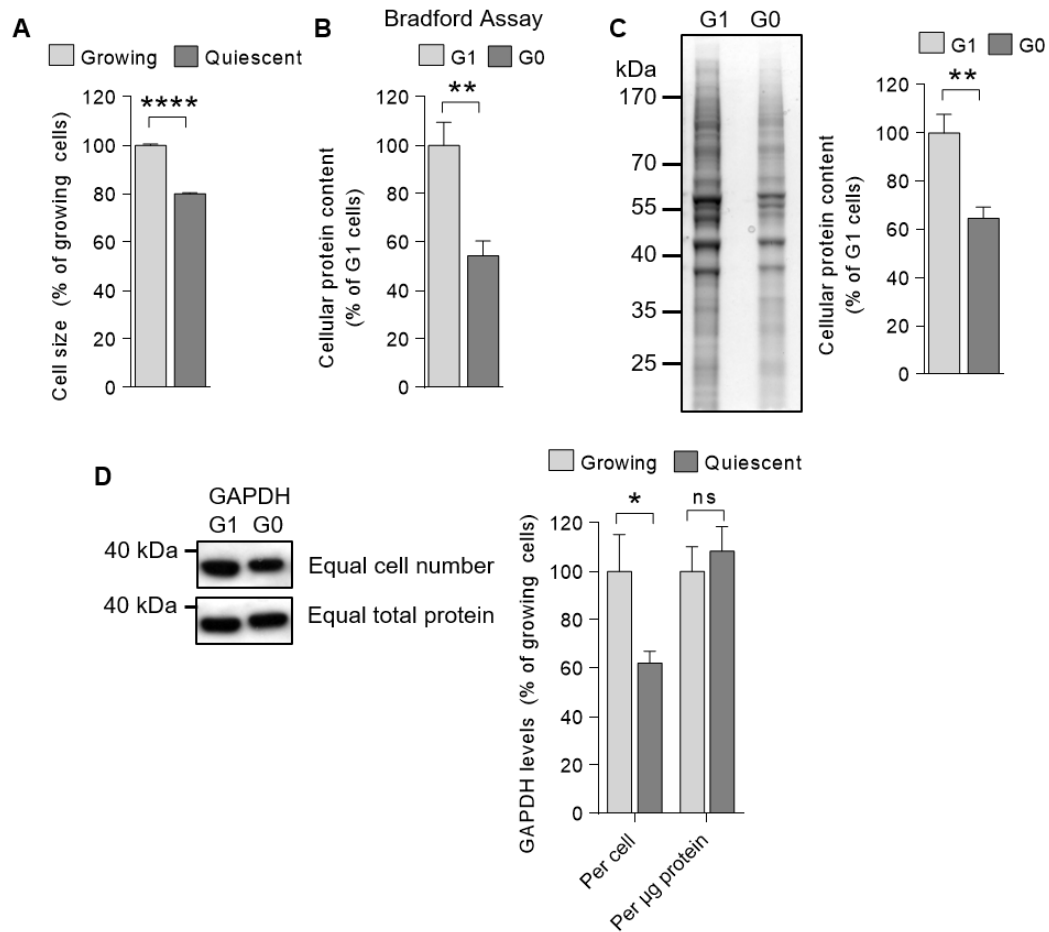 A
Growing Quiescent
****
Cell size (% of growing cells)
120
100
80
60
40
20
0
B
Bradford Assay
G1 G0
**
Cellular protein content
(% of G1 cells)
120
100
80
60
40
20
0
C
G1 G0
kDa
170
70
55
40
35
25
G1 G0
**
Cellular protein content
(% of G1 cells)
120
100
80
60
40
20
0
D
GAPDH
G1 G0
40 kDa
Equal cell number
40 kDa
Equal total protein
Growing Quiescent
* ns
GAPDH levels (% of growing cells)
120
100
80
60
40
20
0
Per cell
Per µg protein